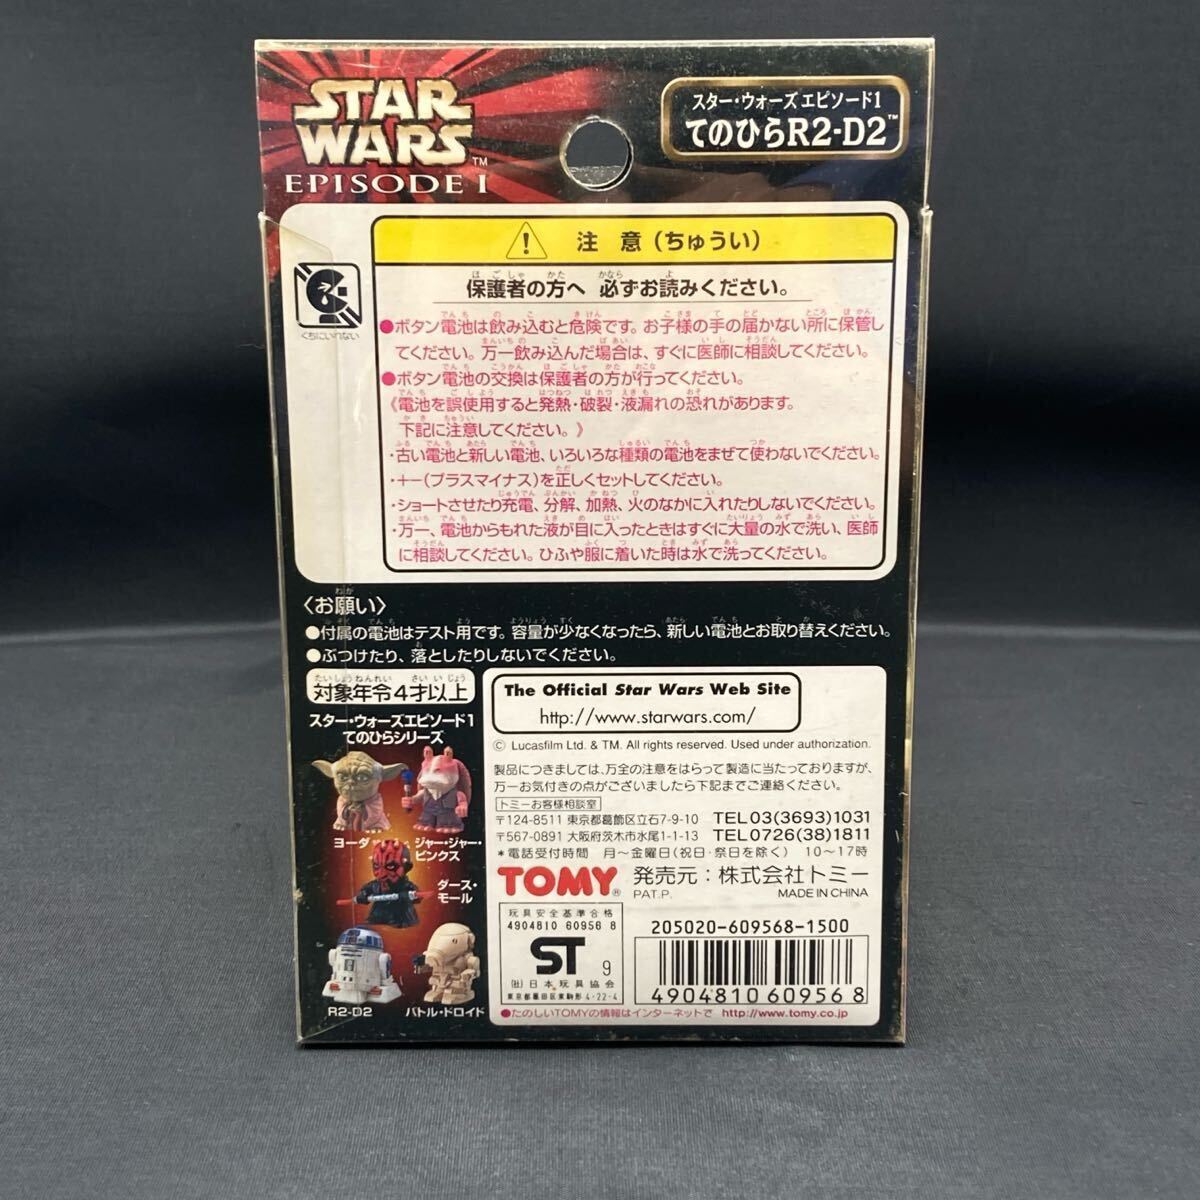 STAR
WARS™
EPISODE I
スター・ウォーズ エピソード1
てのひらR2-D2™
注 意(ちゅうい)
保護者の方へ 必ずお読みください。
くちにいれない
●ボタン電池は飲み込むと危険です。お子様の手の届かない所に保管し
てください。万一飲み込んだ場合は、すぐに医師に相談してください。
●ボタン電池の交換は保護者の方が行ってください。
《電池を誤使用すると発熱・破裂・液漏れの恐れがあります。
下記に注意してください。》
・古い電池と新しい電池、いろいろな種類の電池をまぜて使わないでください。
・+−(プラスマイナス)を正しくセットしてください。
・ショートさせたり充電、分解、加熱、火のなかに入れたりしないでください。
・万一、電池からもれた液が目に入ったときはすぐに大量の水で洗い、医師
に相談してください。ひふや服に着いた時は水で洗ってください。
〈お願い〉
●付属の電池はテスト用です。容量が少なくなったら、新しい電池とお取り替えください。
●ぶつけたり、落としたりしないでください。
対象年令4才以上
スター・ウォーズエピソード1
てのひらシリーズ
ヨーダ
ジャー・ジャー・
ビンクス
ダース・
モール
R2-D2
バトル・ドロイド
The Official Star Wars Web Site
http://www.starwars.com/
© Lucasfilm Ltd. & TM. All rights reserved. Used under authorization.
製品につきましては、万全の注意をはらって製造に当たっておりますが、
万一お気付きの点がございましたら下記までご連絡ください。
トミーお客様相談室
〒124-8511 東京都葛飾区立石7-9-10 TEL03(3693)1031
〒567-0891 大阪府茨木市水尾1-1-13 TEL0726(38)1811
*電話受付時間 月〜金曜日(祝日・祭日を除く) 10〜17時
TOMY® 発売元:株式会社トミー
PAT.P. MADE IN CHINA
玩具安全基準合格
4904810 60956 8
ST 9
(社)日本玩具協会
東京都墨田区東駒形4-22-4
205020-609568-1500
4904810609568
●たのしいTOMYの情報はインターネットで http://www.tomy.co.jp